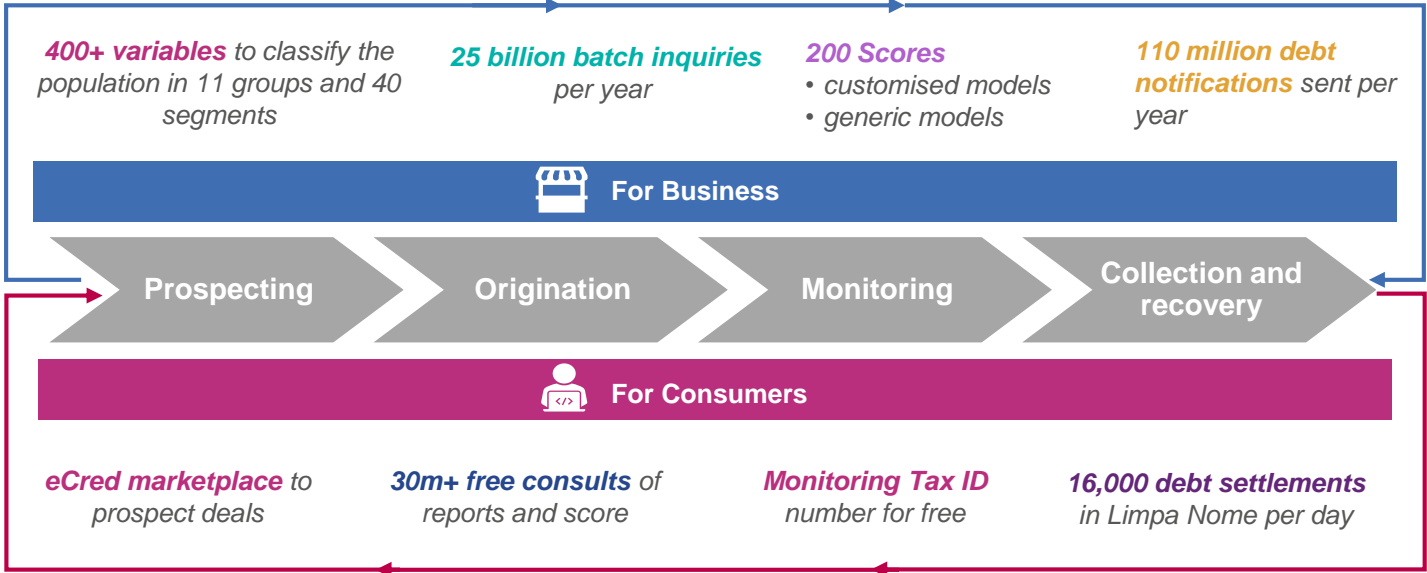 400+ variables to classify the
population in 11 groups and 40
segments
25 billion batch inquiries
per year
200 Scores
• customised models
• generic models
110 million debt
notifications sent per
year
For Business
Prospecting
Origination
Monitoring
Collection and
recovery
</>
For Consumers
eCred marketplace to
prospect deals
30m+ free consults of
reports and score
Monitoring Tax ID
number for free
16,000 debt settlements
in Limpa Nome per day